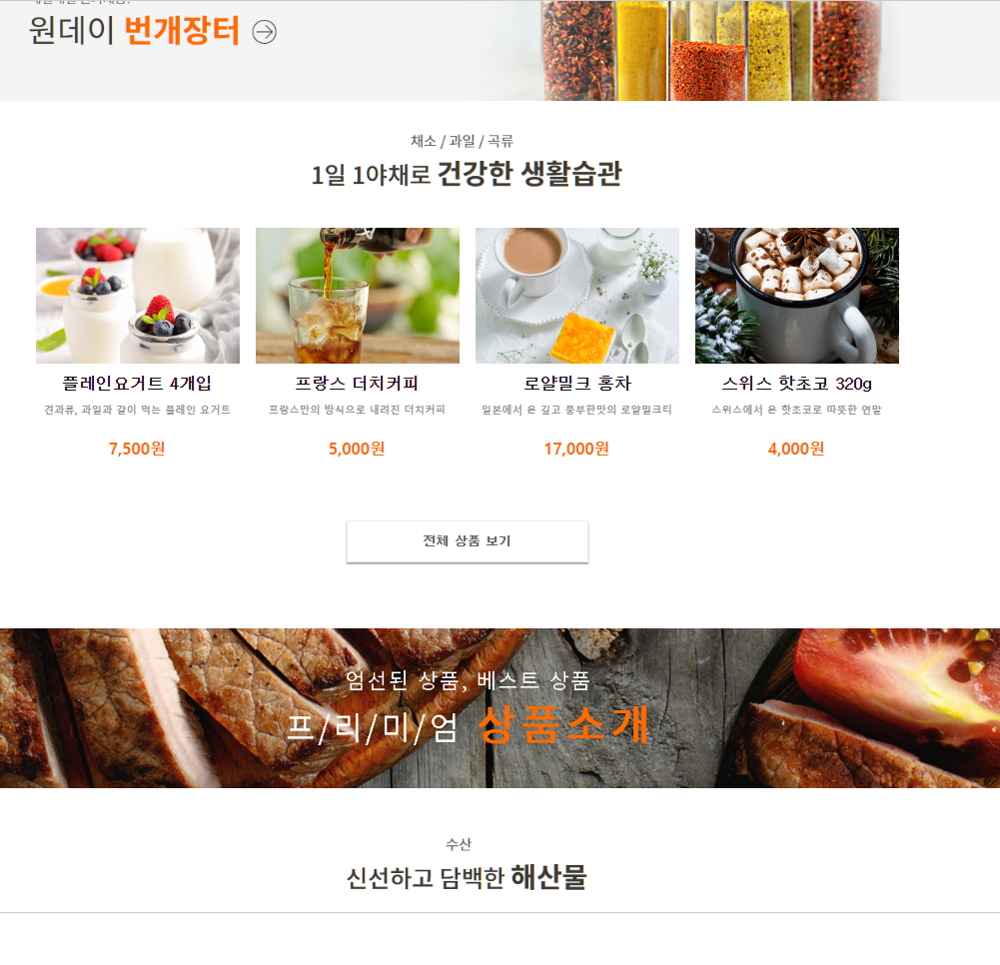 원데이 번개장터
채소 / 과일 / 곡류
1일 1야채로 건강한 생활습관
플레인요거트 4개입
견과류, 과일과 같이 먹는 플레인 요거트
7,500원
프랑스 더치커피
프랑스만의 방식으로 내려진 더치커피
5,000원
로얄밀크 홍차
일본에서 온 깊고 풍부한맛의 로얄밀크티
17,000원
스위스 핫초코 320g
스위스에서 온 핫초코로 따뜻한 연말
4,000원
전체 상품 보기
엄선된 상품, 베스트 상품
프/리/미/엄 상품소개
수산
신선하고 담백한 해산물